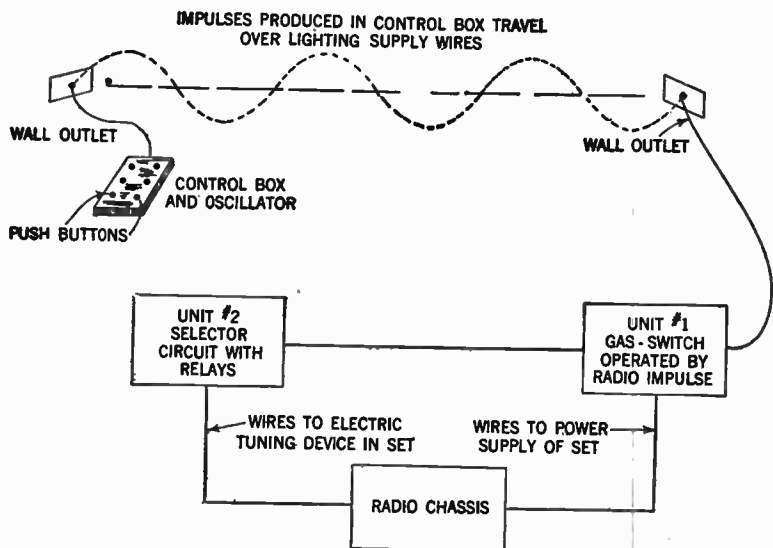 IMPULSES PRODUCED IN CONTROL BOX TRAVEL
OVER LIGHTING SUPPLY WIRES
WALL OUTLET
WALL OUTLET
CONTROL BOX
AND OSCILLATOR
PUSH BUTTONS
UNIT #2
SELECTOR
CIRCUIT WITH
RELAYS
UNIT #1
GAS-SWITCH
OPERATED BY
RADIO IMPULSE
WIRES TO ELECTRIC
TUNING DEVICE IN SET
WIRES TO POWER
SUPPLY OF SET
RADIO CHASSIS